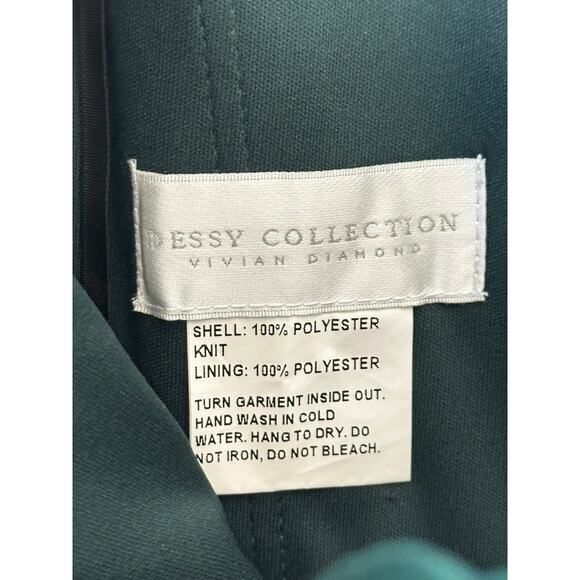 DESSY COLLECTION
VIVIAN DIAMOND
SHELL: 100% POLYESTER
KNIT
LINING: 100% POLYESTER
TURN GARMENT INSIDE OUT.
HAND WASH IN COLD
WATER. HANG TO DRY. DO
NOT IRON, DO NOT BLEACH.